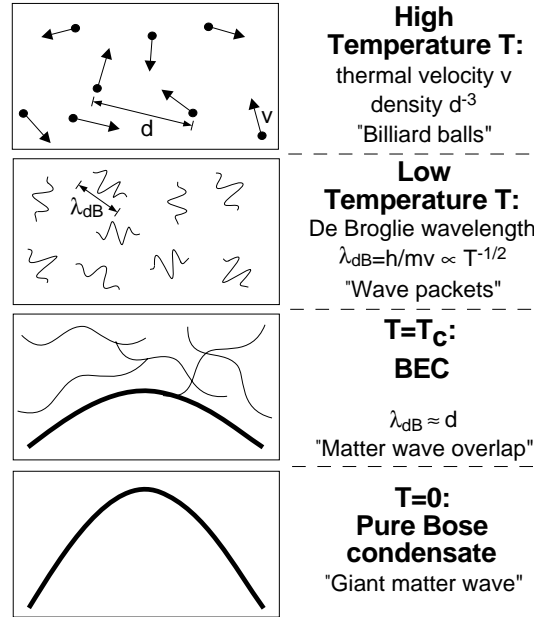 High
Temperature T:
thermal velocity v
density d⁻³
"Billiard balls"
d
v
Low
Temperature T:
De Broglie wavelength
λdB=h/mv ∝ T⁻¹/²
"Wave packets"
λdB
T=Tc:
BEC
λdB ≈ d
"Matter wave overlap"
T=0:
Pure Bose
condensate
"Giant matter wave"